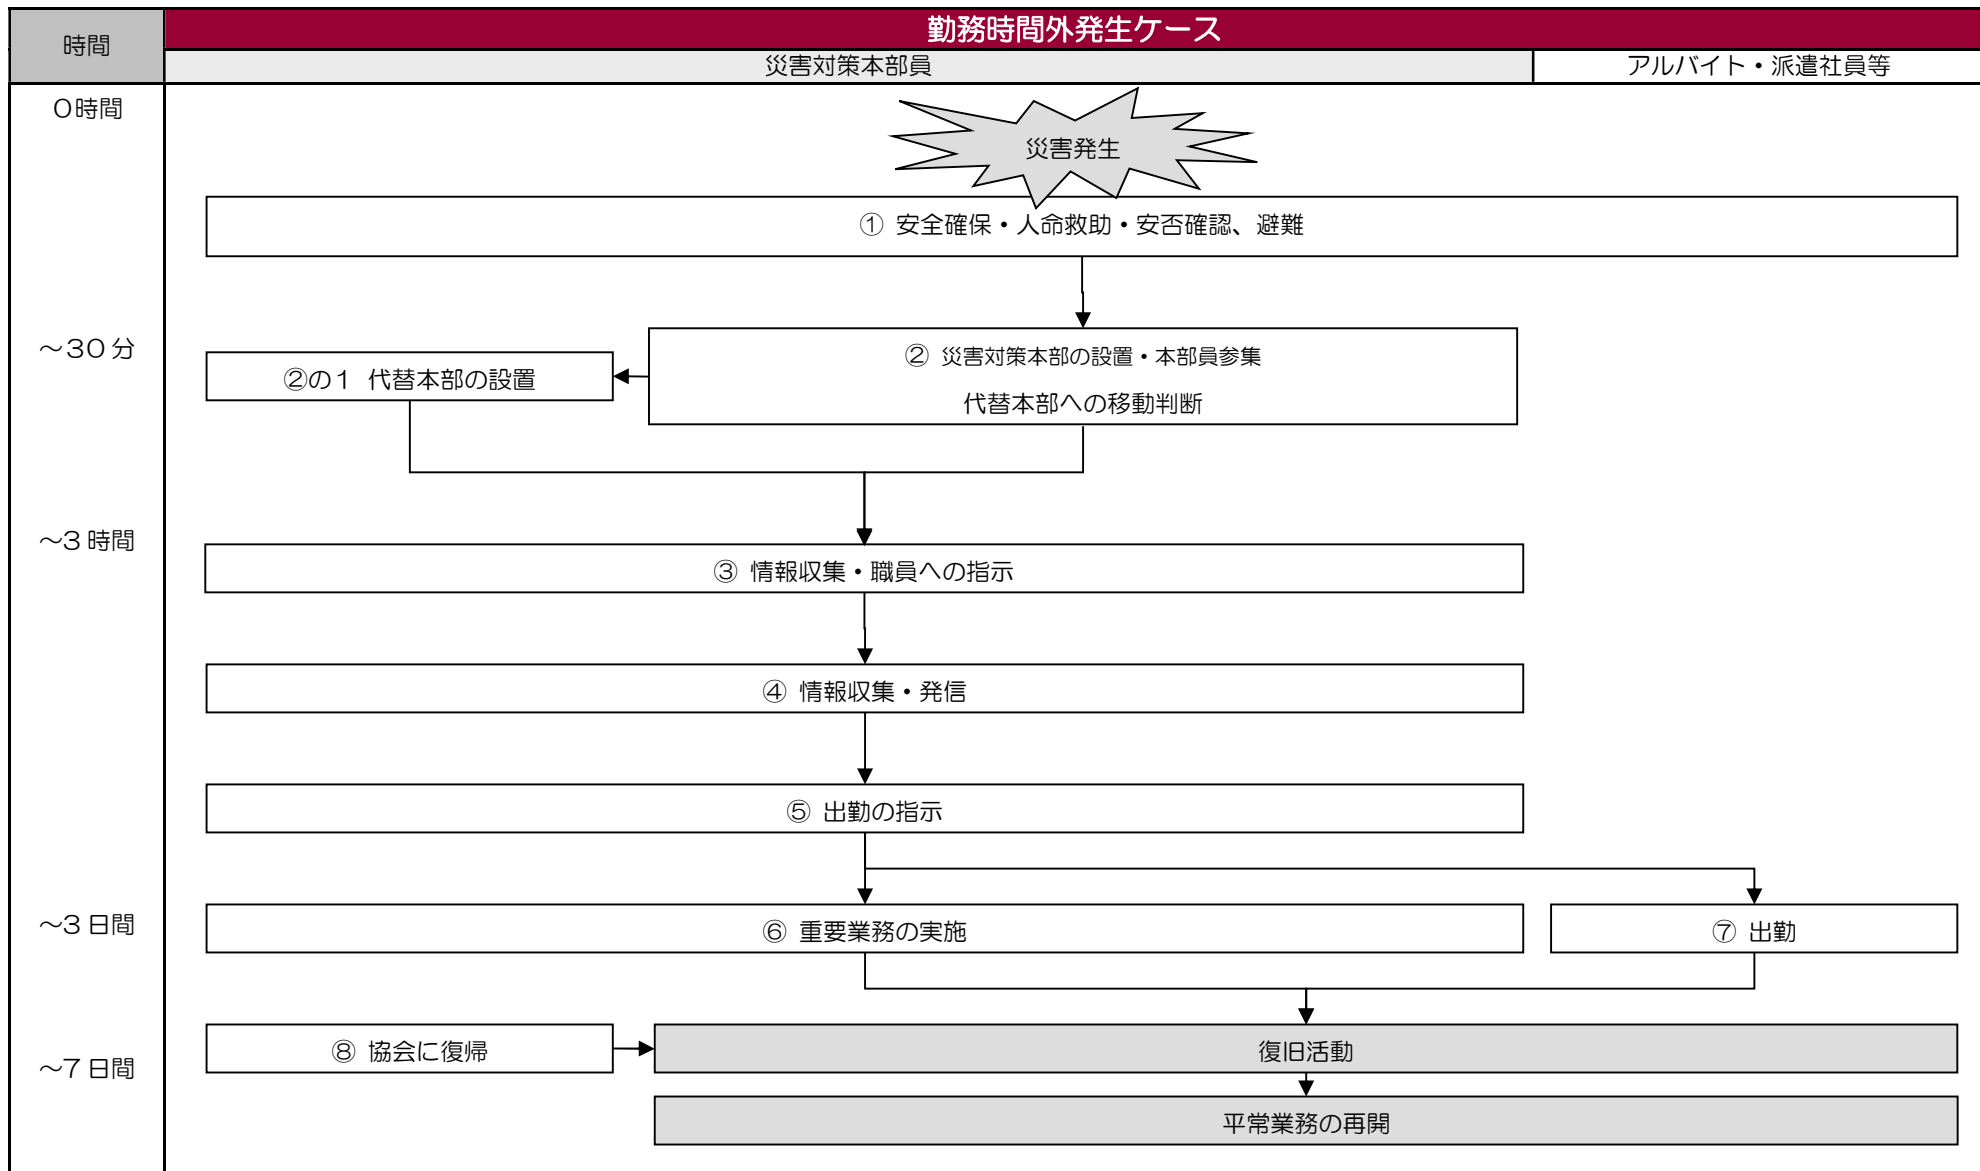 時間
勤務時間外発生ケース
災害対策本部員
アルバイト・派遣社員等
0時間
災害発生
① 安全確保・人命救助・安否確認、避難
～30分
②の1 代替本部の設置
② 災害対策本部の設置・本部員参集
代替本部への移動判断
～3時間
③ 情報収集・職員への指示
④ 情報収集・発信
⑤ 出勤の指示
～3日間
⑥ 重要業務の実施
⑦ 出勤
～7日間
⑧ 協会に復帰
復旧活動
平常業務の再開